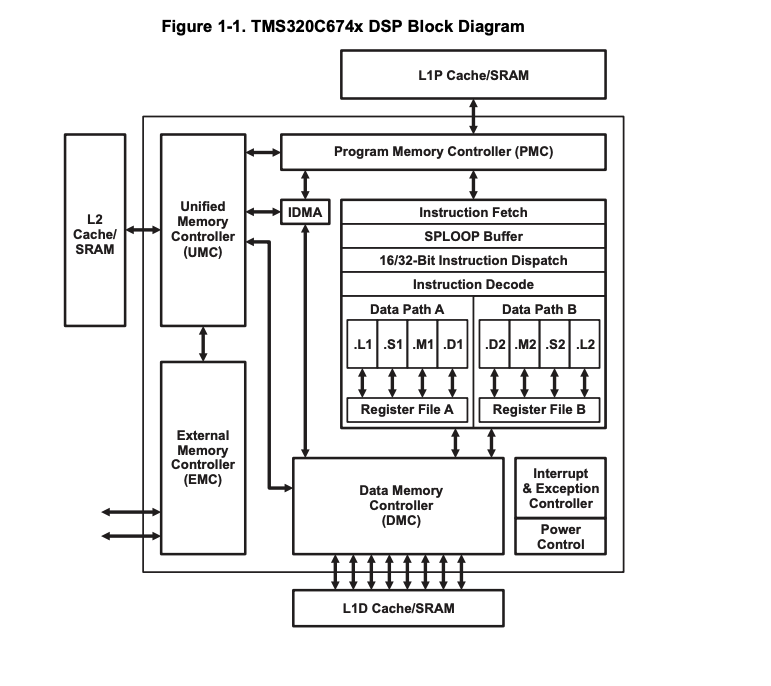 Figure 1-1. TMS320C674x DSP Block Diagram
L1P Cache/SRAM
Program Memory Controller (PMC)
L2
Cache/
SRAM
Unified
Memory
Controller
(UMC)
IDMA
Instruction Fetch
SPLOOP Buffer
16/32-Bit Instruction Dispatch
Instruction Decode
Data Path A
.L1 .S1 .M1 .D1
Register File A
Data Path B
.D2 .M2 .S2 .L2
Register File B
External
Memory
Controller
(EMC)
Data Memory
Controller
(DMC)
Interrupt
& Exception
Controller
Power
Control
L1D Cache/SRAM